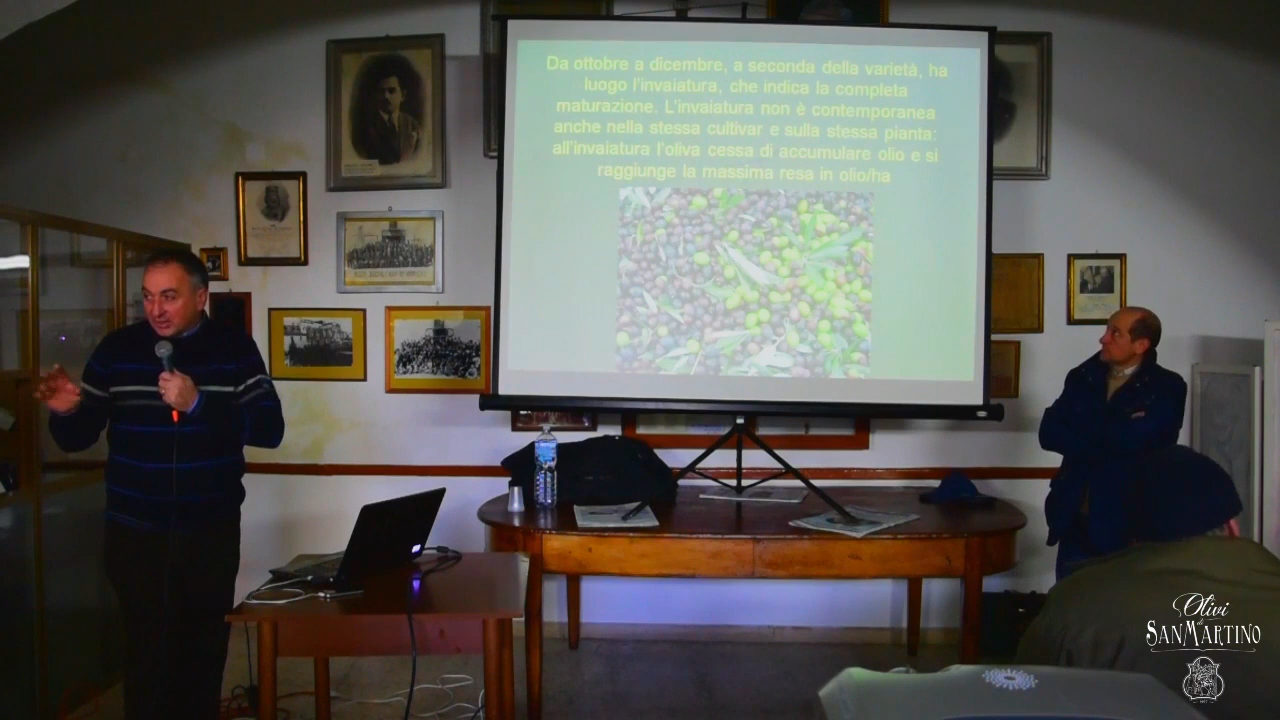 Da ottobre a dicembre, a seconda della varietà, ha
luogo l'invaiatura, che indica la completa
maturazione. L'invaiatura non è contemporanea
anche nella stessa cultivar e sulla stessa pianta:
all'invaiatura l'oliva cessa di accumulare olio e si
raggiunge la massima resa in olio/ha
Olivi
di
SANMARTINO